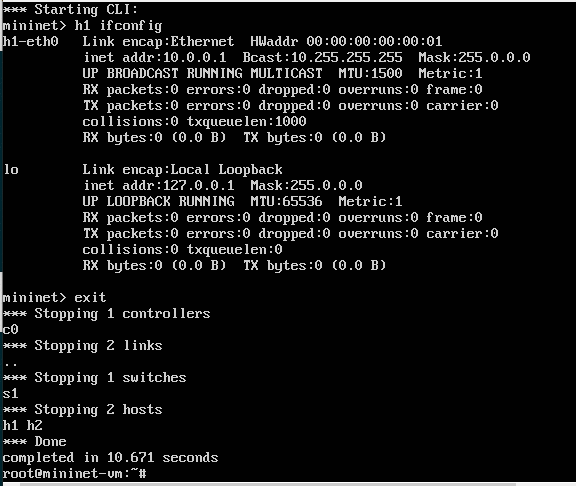 *** Starting CLI:
mininet> h1 ifconfig
h1-eth0   Link encap:Ethernet  HWaddr 00:00:00:00:00:01
          inet addr:10.0.0.1  Bcast:10.255.255.255  Mask:255.0.0.0
          UP BROADCAST RUNNING MULTICAST  MTU:1500  Metric:1
          RX packets:0 errors:0 dropped:0 overruns:0 frame:0
          TX packets:0 errors:0 dropped:0 overruns:0 carrier:0
          collisions:0 txqueuelen:1000
          RX bytes:0 (0.0 B)  TX bytes:0 (0.0 B)
lo        Link encap:Local Loopback
          inet addr:127.0.0.1  Mask:255.0.0.0
          UP LOOPBACK RUNNING  MTU:65536  Metric:1
          RX packets:0 errors:0 dropped:0 overruns:0 frame:0
          TX packets:0 errors:0 dropped:0 overruns:0 carrier:0
          collisions:0 txqueuelen:0
          RX bytes:0 (0.0 B)  TX bytes:0 (0.0 B)
mininet> exit
*** Stopping 1 controllers
c0
*** Stopping 2 links
..
*** Stopping 1 switches
s1
*** Stopping 2 hosts
h1 h2
*** Done
completed in 10.671 seconds
root@mininet-vm:~#